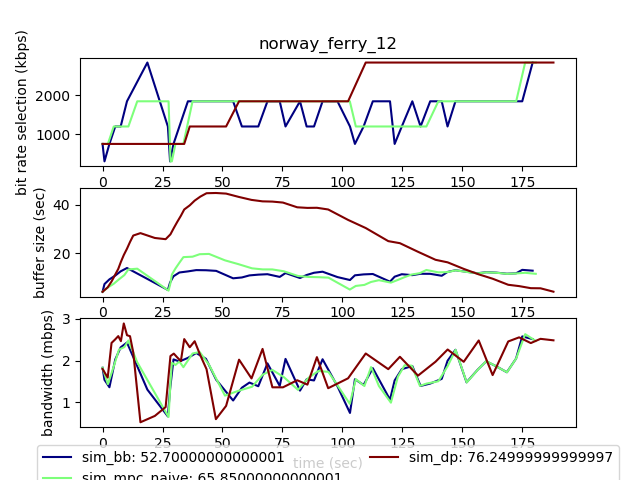 norway_ferry_12
bit rate selection (kbps)
2000
1000
0 25 50 75 100 125 150 175
buffer size (sec)
40
20
0 25 50 75 100 125 150 175
bandwidth (mbps)
3
2
1
0 25 50 75 100 125 150 175
time (sec)
sim_bb: 52.70000000000001
sim_mpc_naive: 65.85000000000001
sim_dp: 76.24999999999997